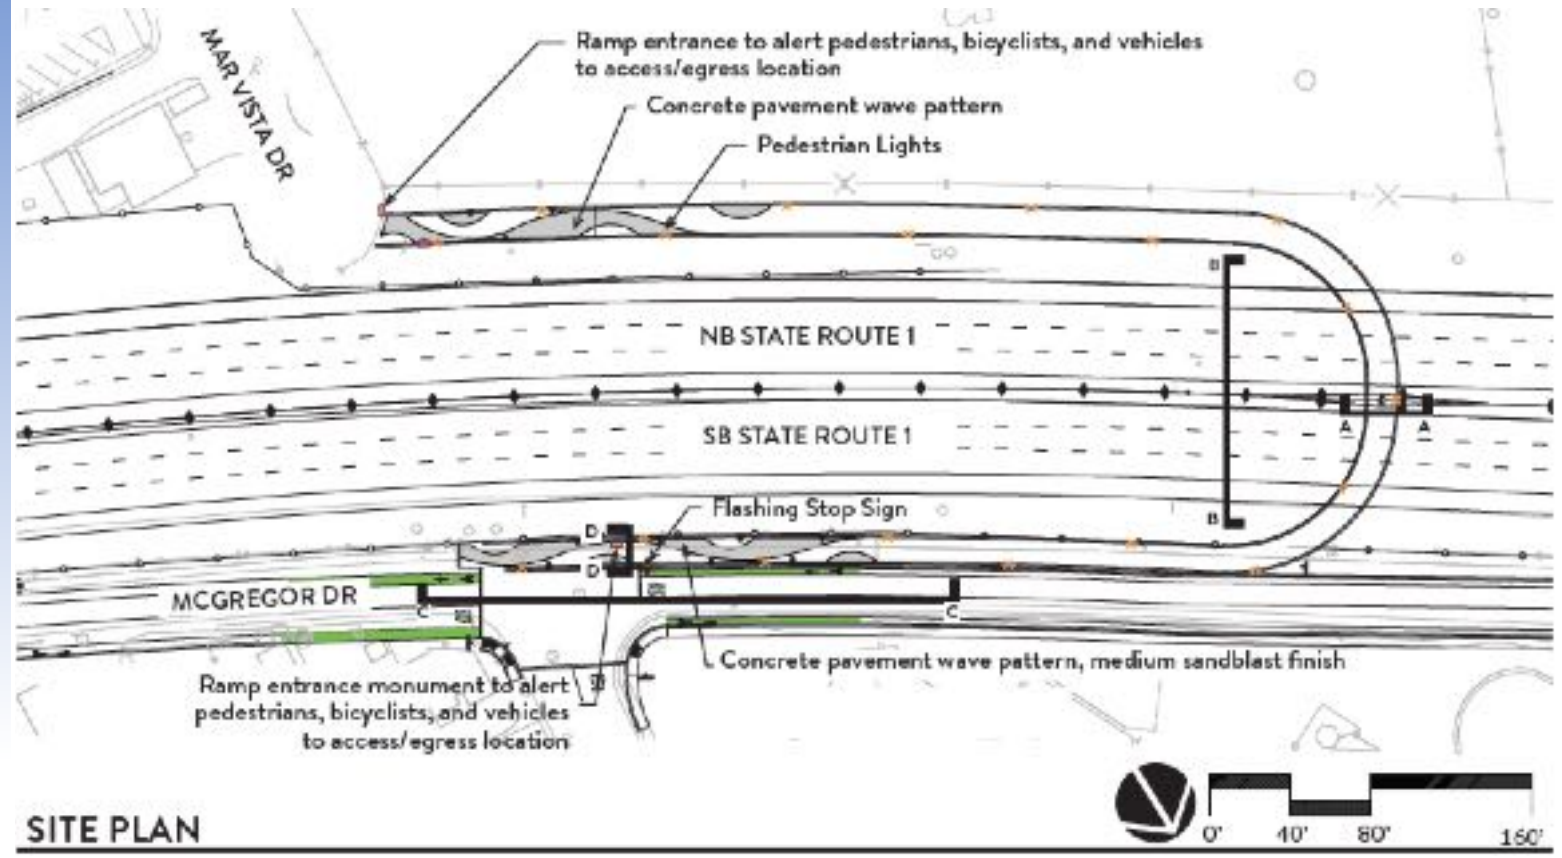 Ramp entrance to alert pedestrians, bicyclists, and vehicles
to access/egress location
Concrete pavement wave pattern
Pedestrian Lights
MAR VISTA DR
B
NB STATE ROUTE 1
A
A
SB STATE ROUTE 1
B
Flashing Stop Sign
D
D
MCGREGOR DR
C
C
Concrete pavement wave pattern, medium sandblast finish
Ramp entrance monument to alert
pedestrians, bicyclists, and vehicles
to access/egress location
SITE PLAN
0' 40' 80' 160'